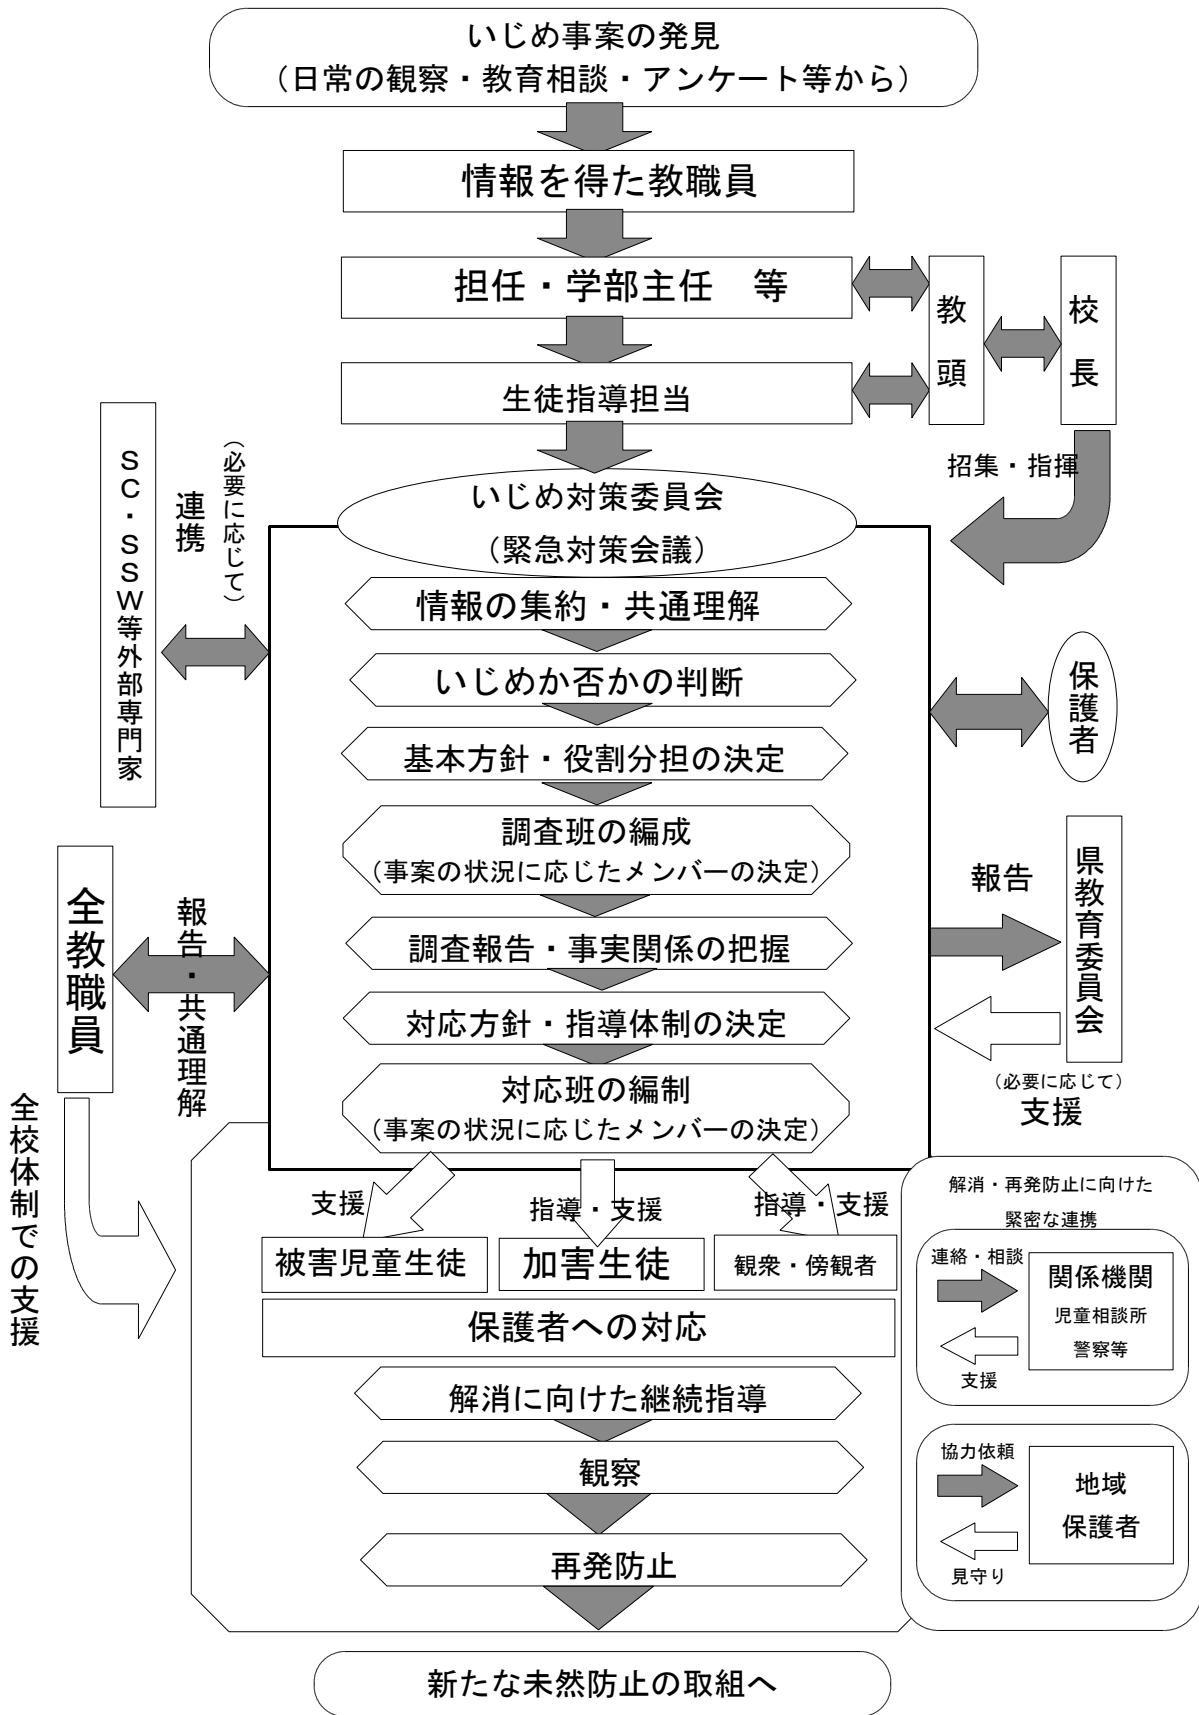 いじめ事案の発見
（日常の観察・教育相談・アンケート等から）
情報を得た教職員
担任・学部主任　等
教頭
校長
生徒指導担当
招集・指揮
いじめ対策委員会
（緊急対策会議）
ＳＣ・ＳＳＷ等外部専門家
連携
（必要に応じて）
情報の集約・共通理解
いじめか否かの判断
保護者
基本方針・役割分担の決定
調査班の編成
（事案の状況に応じたメンバーの決定）
全教職員
報告・共通理解
調査報告・事実関係の把握
報告
県教育委員会
対応方針・指導体制の決定
（必要に応じて）
支援
対応班の編制
（事案の状況に応じたメンバーの決定）
全校体制での支援
支援
指導・支援
指導・支援
被害児童生徒
加害生徒
観衆・傍観者
保護者への対応
解消に向けた継続指導
観察
再発防止
解消・再発防止に向けた
緊密な連携
連絡・相談
関係機関
児童相談所
警察等
支援
協力依頼
地域
保護者
見守り
新たな未然防止の取組へ